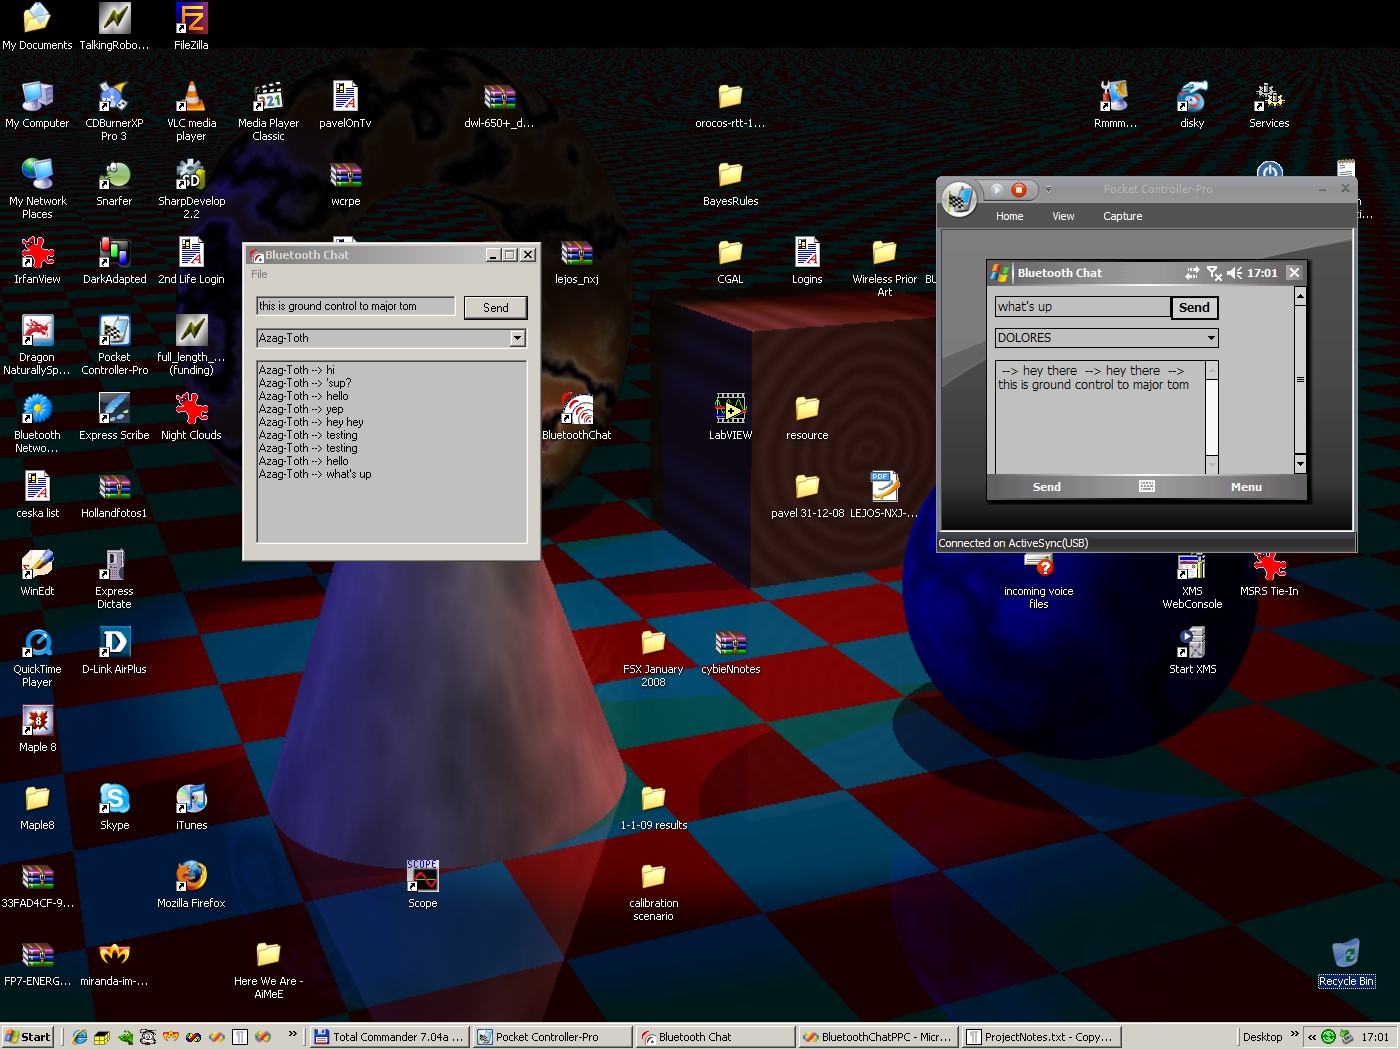 My Documents
TalkingRobo...
FileZilla
My Computer
CDBurnerXP
Pro 3
VLC media
player
Media Player
Classic
pavelOnTv
dwl-650+_d...
orocos-rtt-1...
Rmmm...
disky
Services
My Network
Places
Snarfer
SharpDevelop
2.2
wcrpe
BayesRules
IrfanView
DarkAdapted
2nd Life Login
lejos_nxj
CGAL
Logins
Wireless Prior
Art
Dragon
NaturallySp...
Pocket
Controller-Pro
full_length_...
(funding)
Bluetooth
Netwo...
Express Scribe
Night Clouds
BluetoothChat
LabVIEW
resource
ceska list
Hollandfotos1
pavel 31-12-08
PDF
LEJOS-NXJ-...
WinEdt
Express
Dictate
incoming voice
files
XMS
WebConsole
MSRS Tie-In
QuickTime
Player
D-Link AirPlus
FSX January
2008
cybieNnotes
Start XMS
Maple 8
Maple8
Skype
iTunes
1-1-09 results
33FAD4CF-9...
Mozilla Firefox
SCOPE
Scope
calibration
scenario
FP7-ENERG...
miranda-im-...
Here We Are -
AiMeE
Recycle Bin
Bluetooth Chat
File
this is ground control to major tom
Send
Azag-Toth
Azag-Toth --> hi
Azag-Toth --> 'sup?
Azag-Toth --> hello
Azag-Toth --> yep
Azag-Toth --> hey hey
Azag-Toth --> testing
Azag-Toth --> testing
Azag-Toth --> hello
Azag-Toth --> what's up
Pocket Controller-Pro
Home
View
Capture
Bluetooth Chat
17:01
what's up
Send
DOLORES
--> hey there --> hey there -->
this is ground control to major tom
Send
Menu
Connected on ActiveSync(USB)
Start
Total Commander 7.04a ...
Pocket Controller-Pro
Bluetooth Chat
BluetoothChatPPC - Micr...
ProjectNotes.txt - Copy...
Desktop
17:01